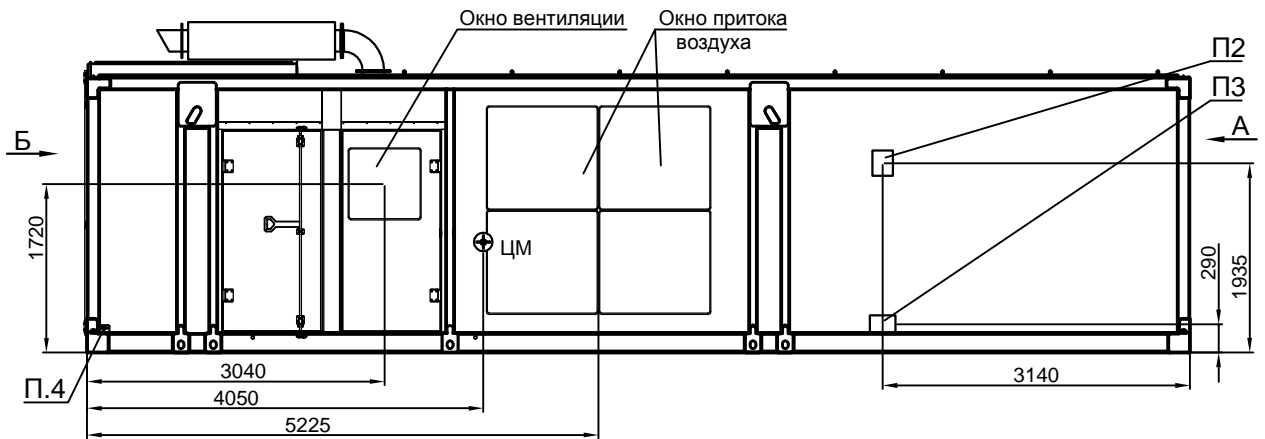 Окно вентиляции
Окно притока
воздуха
П2
П3
Б
А
1720
ЦМ
290
1935
П.4
3040
3140
4050
5225